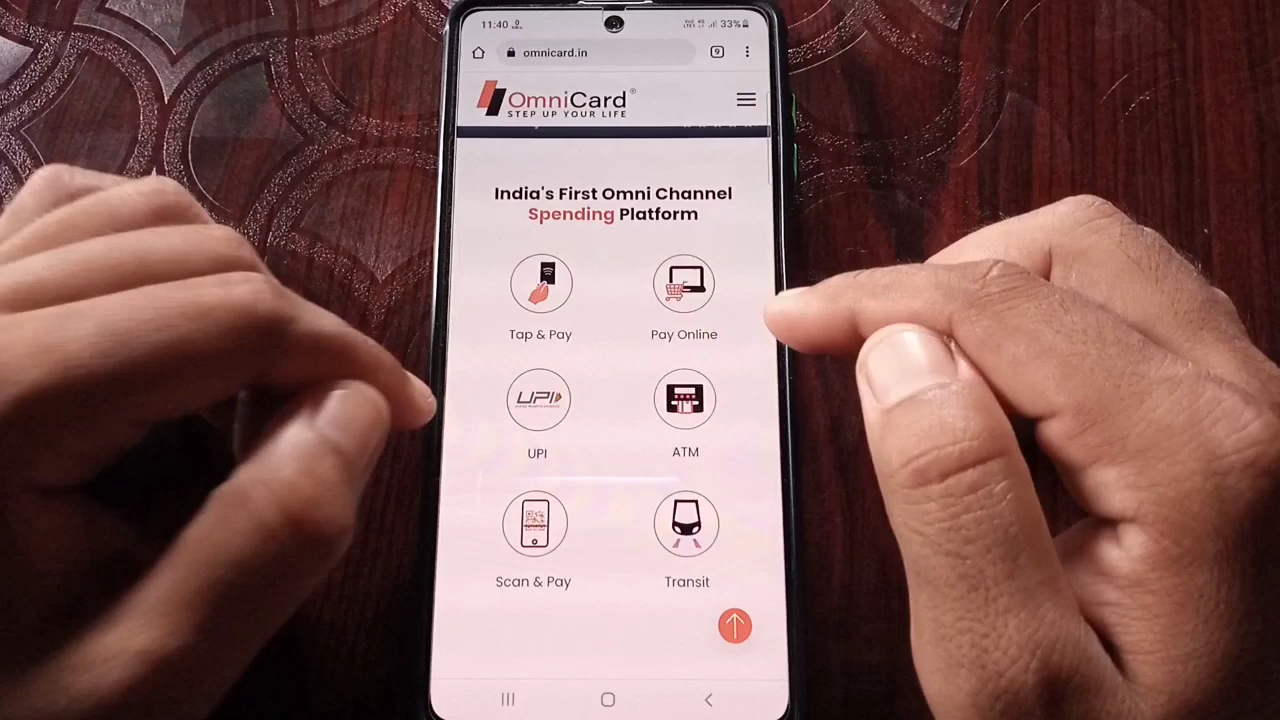 11:40
33%
omnicard.in
9
OmniCard®
STEP UP YOUR LIFE
India's First Omni Channel
Spending Platform
Tap & Pay
Pay Online
UPI
UPI
ATM
Scan & Pay
Transit